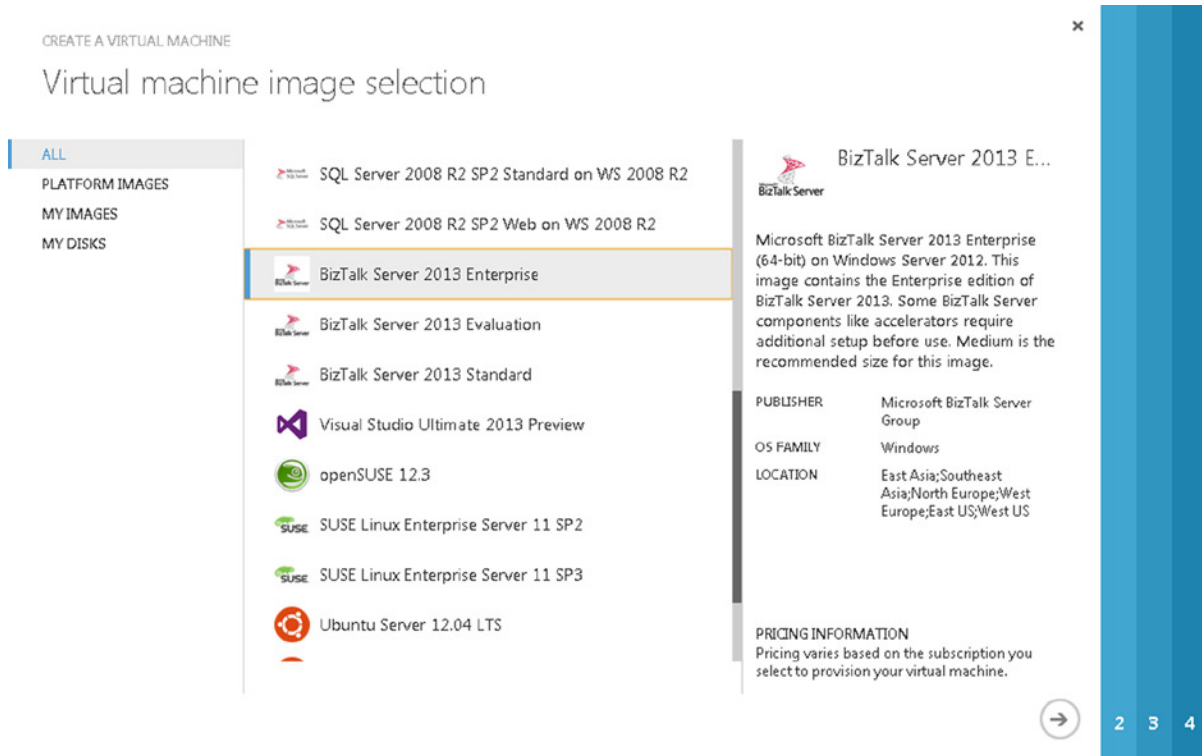 CREATE A VIRTUAL MACHINE
Virtual machine image selection
ALL
PLATFORM IMAGES
MY IMAGES
MY DISKS
SQL Server 2008 R2 SP2 Standard on WS 2008 R2
SQL Server 2008 R2 SP2 Web on WS 2008 R2
BizTalk Server 2013 Enterprise
BizTalk Server 2013 Evaluation
BizTalk Server 2013 Standard
Visual Studio Ultimate 2013 Preview
openSUSE 12.3
SUSE
SUSE Linux Enterprise Server 11 SP2
SUSE
SUSE Linux Enterprise Server 11 SP3
Ubuntu Server 12.04 LTS
BizTalk Server
BizTalk Server 2013 E...
Microsoft BizTalk Server 2013 Enterprise
(64-bit) on Windows Server 2012. This
image contains the Enterprise edition of
BizTalk Server 2013. Some BizTalk Server
components like accelerators require
additional setup before use. Medium is the
recommended size for this image.
PUBLISHER
Microsoft BizTalk Server
Group
OS FAMILY
Windows
LOCATION
East Asia;Southeast
Asia;North Europe;West
Europe;East US;West US
PRICING INFORMATION
Pricing varies based on the subscription you
select to provision your virtual machine.
2 3 4